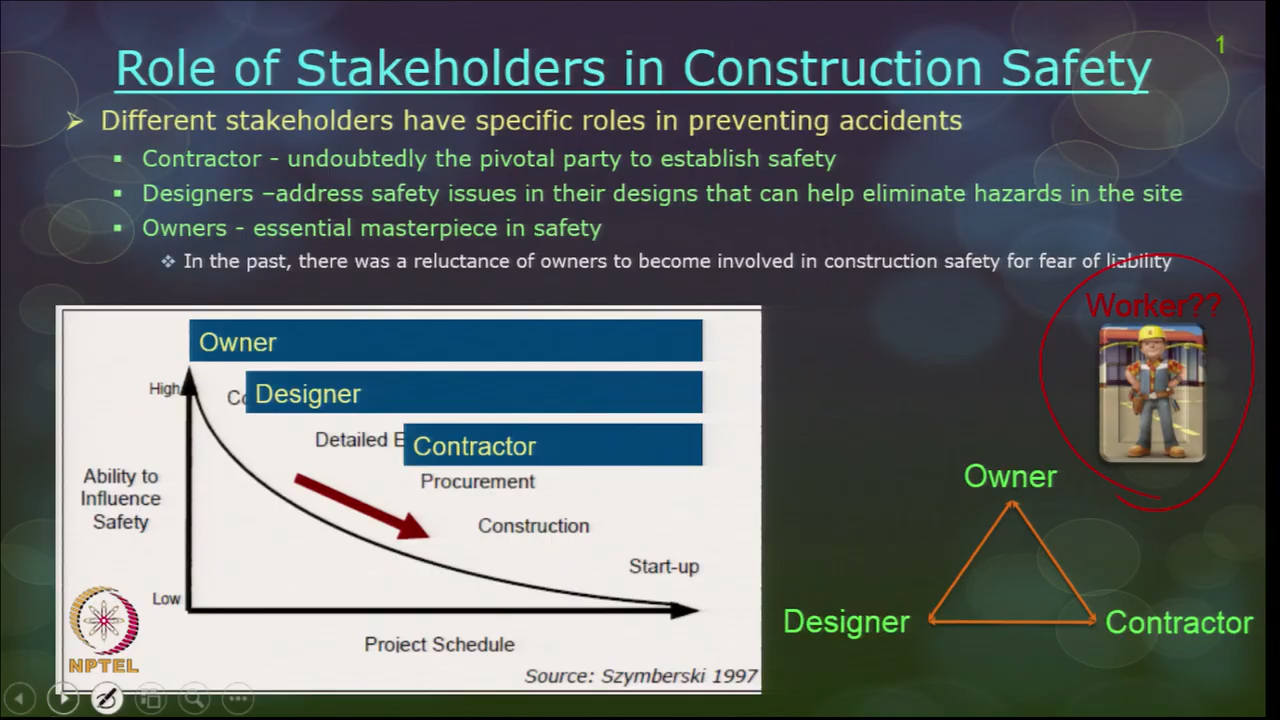 1
Role of Stakeholders in Construction Safety
Different stakeholders have specific roles in preventing accidents
Contractor - undoubtedly the pivotal party to establish safety
Designers –address safety issues in their designs that can help eliminate hazards in the site
Owners - essential masterpiece in safety
In the past, there was a reluctance of owners to become involved in construction safety for fear of liability
Worker??
Owner
High
Designer
Detailed E
Contractor
Ability to
Influence
Safety
Procurement
Construction
Start-up
Low
Project Schedule
Source: Szymberski 1997
NPTEL
Owner
Designer
Contractor